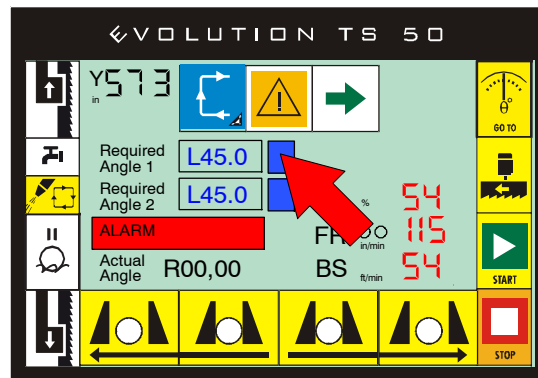 EVOLUTION TS 50
Y 573
in
θ°
GO TO
Required
Angle 1
L45.0
Required
Angle 2
L45.0
% 54
ALARM
in/min 115
Actual
Angle
R00,00
BS ft/min 54
START
STOP